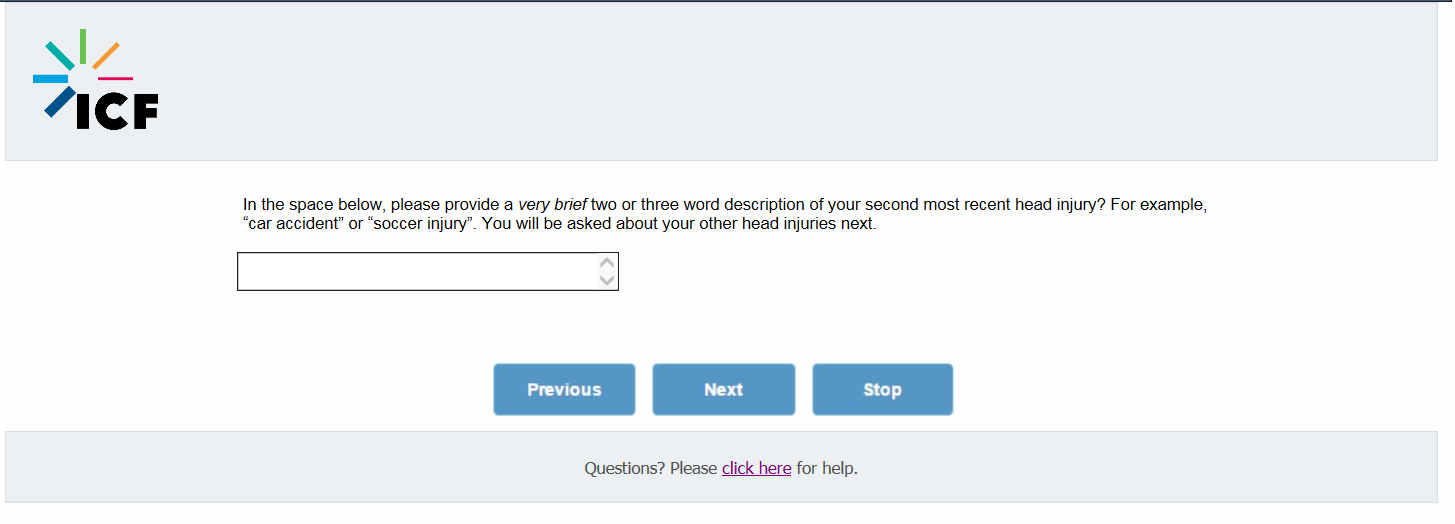 ICF
In the space below, please provide a very brief two or three word description of your second most recent head injury? For example,
“car accident” or “soccer injury”. You will be asked about your other head injuries next.
Previous Next Stop
Questions? Please click here for help.